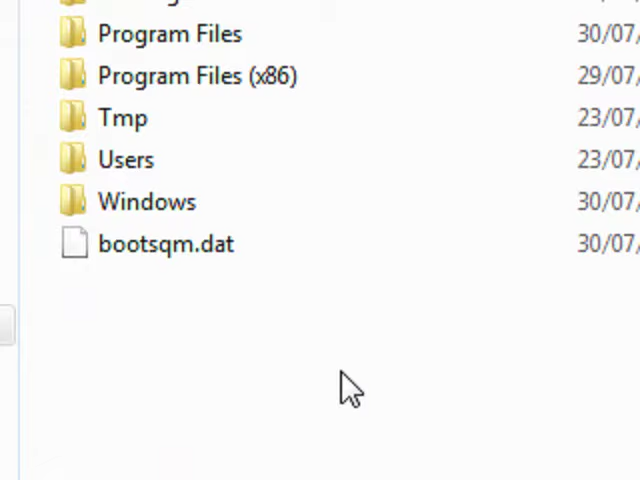 Program Files 30/07/
Program Files (x86) 29/07/
Tmp 23/07/
Users 23/07/
Windows 30/07/
bootsqm.dat 30/07/